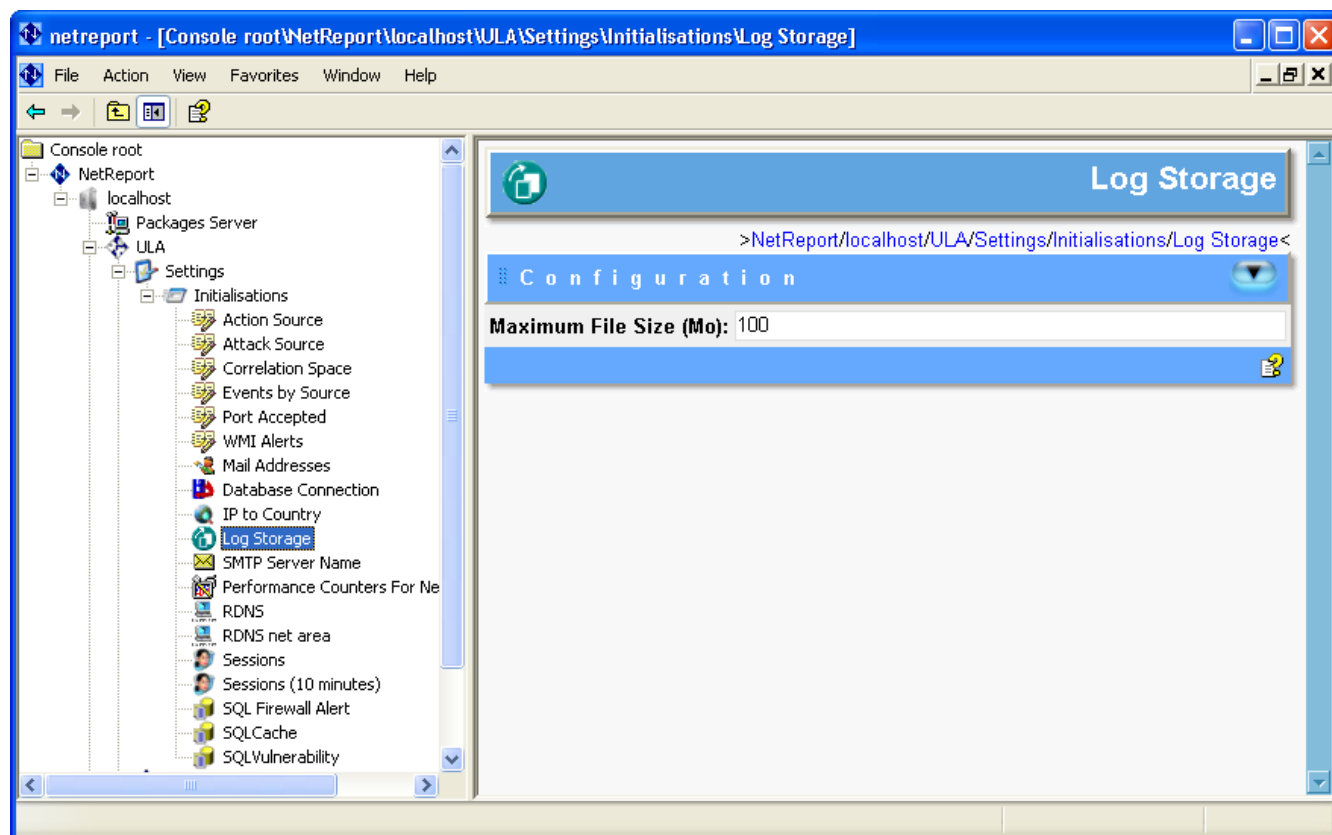 netreport - [Console root\NetReport\localhost\ULA\Settings\Initialisations\Log Storage]
File Action View Favorites Window Help
Console root
NetReport
localhost
Packages Server
ULA
Settings
Initialisations
Action Source
Attack Source
Correlation Space
Events by Source
Port Accepted
WMI Alerts
Mail Addresses
Database Connection
IP to Country
Log Storage
SMTP Server Name
Performance Counters For Ne
RDNS
RDNS net area
Sessions
Sessions (10 minutes)
SQL Firewall Alert
SQLCache
SQLVulnerability
Log Storage
>NetReport/localhost/ULA/Settings/Initialisations/Log Storage<
Configuration
Maximum File Size (Mo): 100